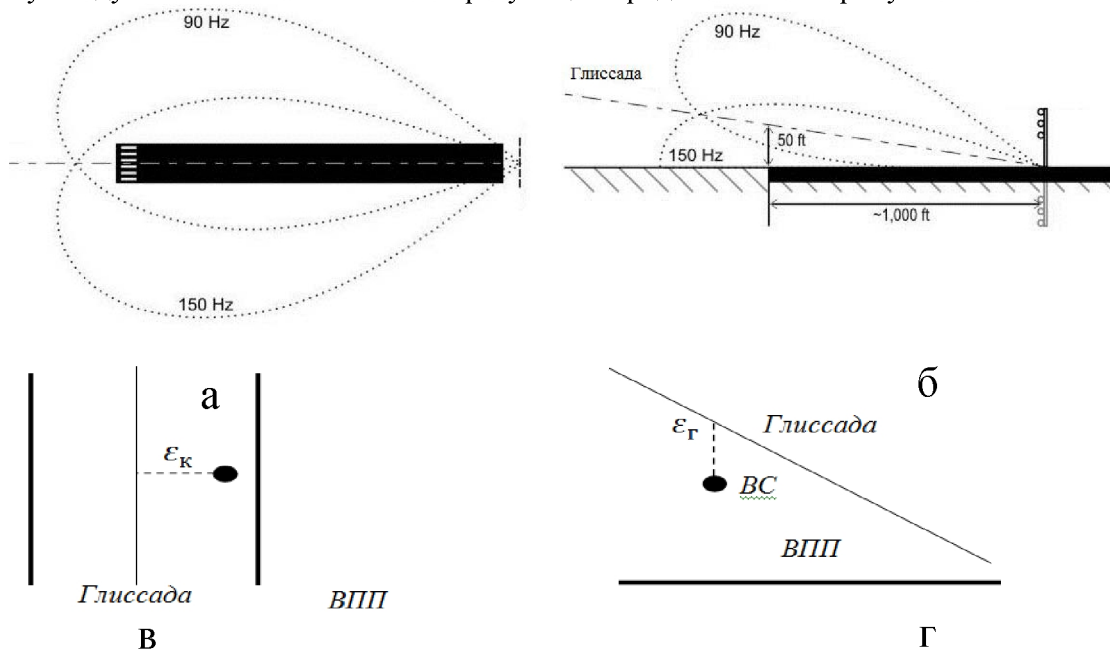 90 Hz
150 Hz
а
90 Hz
Глиссада
50 ft
150 Hz
~1,000 ft
б
εк
Глиссада
ВПП
в
εг
Глиссада
ВС
ВПП
г